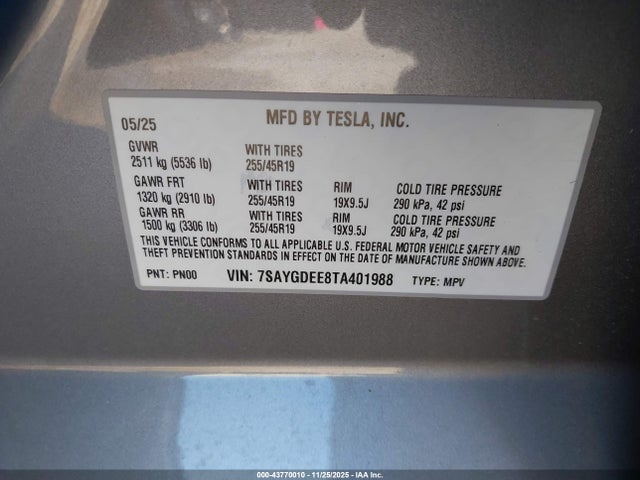 05/25 MFD BY TESLA, INC.
GVWR WITH TIRES
2511 kg (5536 lb) 255/45R19
GAWR FRT WITH TIRES RIM COLD TIRE PRESSURE
1320 kg (2910 lb) 255/45R19 19X9.5J 290 kPa, 42 psi
GAWR RR WITH TIRES RIM COLD TIRE PRESSURE
1500 kg (3306 lb) 255/45R19 19X9.5J 290 kPa, 42 psi
THIS VEHICLE CONFORMS TO ALL APPLICABLE U.S. FEDERAL MOTOR VEHICLE SAFETY AND
THEFT PREVENTION STANDARDS IN EFFECT ON THE DATE OF MANUFACTURE SHOWN ABOVE.
PNT: PN00 VIN: 7SAYGDEE8TA401988 TYPE: MPV
000-43770010 - 11/25/2025 - IAA Inc.